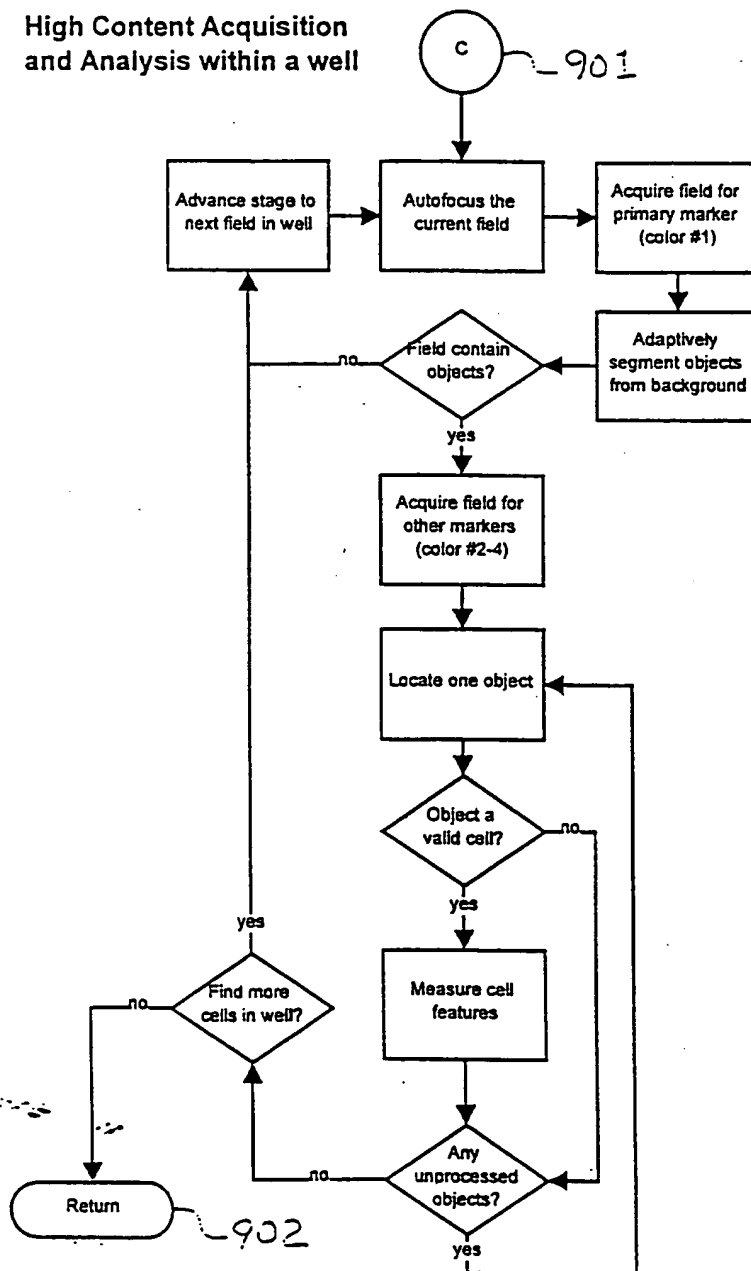 High Content Acquisition
and Analysis within a well
C
901
Advance stage to
next field in well
Autofocus the
current field
Acquire field for
primary marker
(color #1)
Field contain
objects?
no
Adaptively
segment objects
from background
yes
Acquire field for
other markers
(color #2-4)
Locate one object
Object a
valid cell?
no
yes
yes
Measure cell
features
Find more
cells in well?
no
Any
unprocessed
objects?
no
Return
902
yes